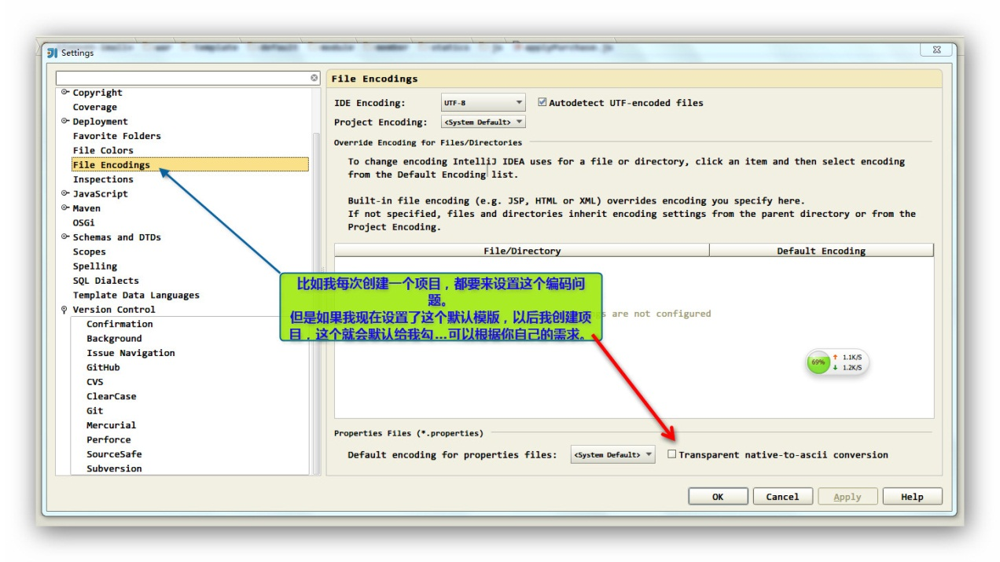 Settings
File Encodings
Copyright
Coverage
Deployment
Favorite Folders
File Colors
File Encodings
Inspections
JavaScript
Maven
OSGi
Schemas and DTDs
Scopes
Spelling
SQL Dialects
Template Data Languages
Version Control
Confirmation
Background
Issue Navigation
GitHub
CVS
ClearCase
Git
Mercurial
Perforce
SourceSafe
Subversion
IDE Encoding: UTF-8 Autodetect UTF-encoded files
Project Encoding: <System Default>
Override Encoding for Files/Directories
To change encoding IntelliJ IDEA uses for a file or directory, click an item and then select encoding
from the Default Encoding list.
Built-in file encoding (e.g. JSP, HTML or XML) overrides encoding you specify here.
If not specified, files and directories inherit encoding settings from the parent directory or from the
Project Encoding.
File/Directory Default Encoding
比如我每次创建一个项目，都要来设置这个编码问
题。
但是如果我现在设置了这个默认模版，以后我创建项
目，这个就会默认给我勾...可以根据你自己的需求。
are not configured
69% 1.1K/S
1.2K/S
Properties Files (*.properties)
Default encoding for properties files: <System Default> Transparent native-to-ascii conversion
OK Cancel Apply Help